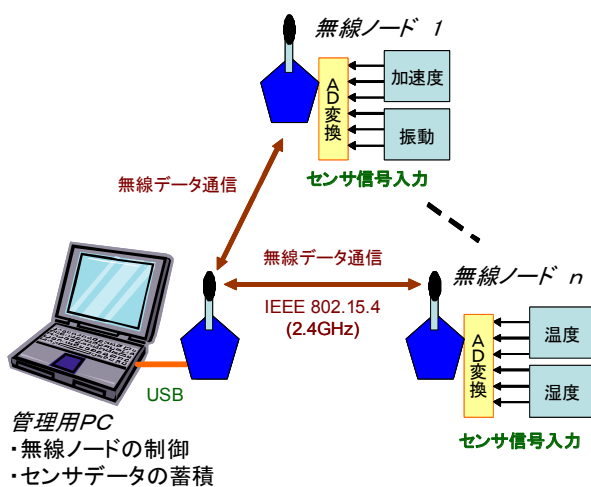 無線ノード 1
AD変換
加速度
振動
センサ信号入力
無線データ通信
無線データ通信
IEEE 802.15.4
(2.4GHz)
無線ノード n
AD変換
温度
湿度
センサ信号入力
USB
管理用PC
・無線ノードの制御
・センサデータの蓄積